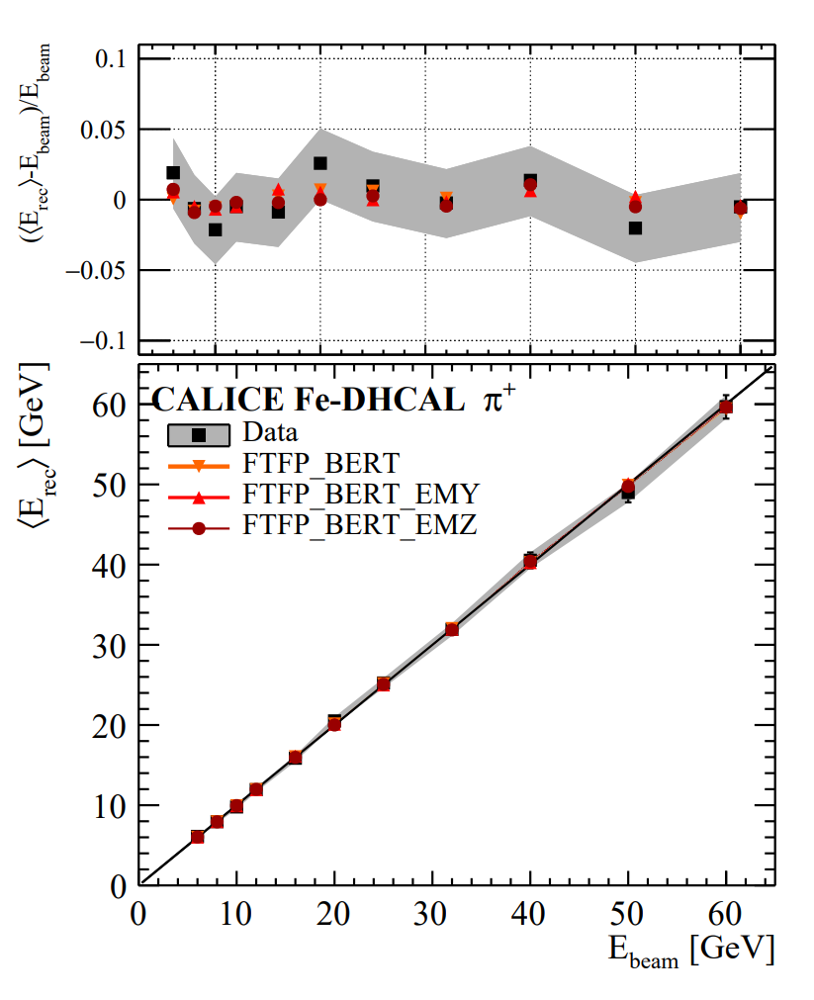 (⟨E_rec⟩-E_beam)/E_beam
0.1
0.05
0
−0.05
−0.1
⟨E_rec⟩ [GeV]
CALICE Fe-DHCAL π⁺
Data
FTFP_BERT
FTFP_BERT_EMY
FTFP_BERT_EMZ
60
50
40
30
20
10
0
0 10 20 30 40 50 60
E_beam [GeV]